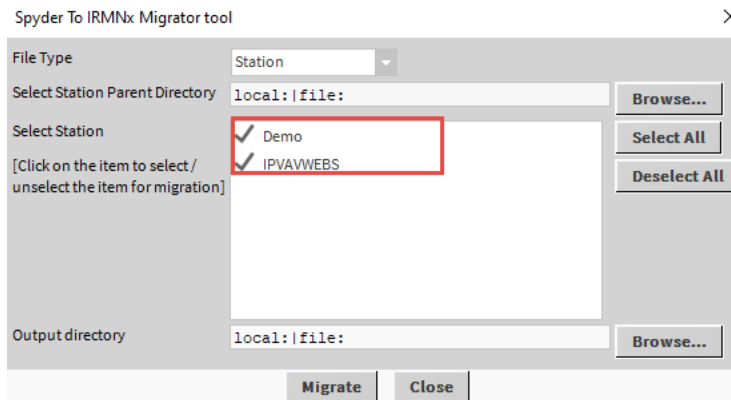 Spyder To IRMNx Migrator tool
File Type
Station
Select Station Parent Directory
local:|file:
Browse...
Select Station
Demo
Select All
[Click on the item to select /
unselect the item for migration]
IPVAVWEBS
Deselect All
Output directory
local:|file:
Browse...
Migrate
Close